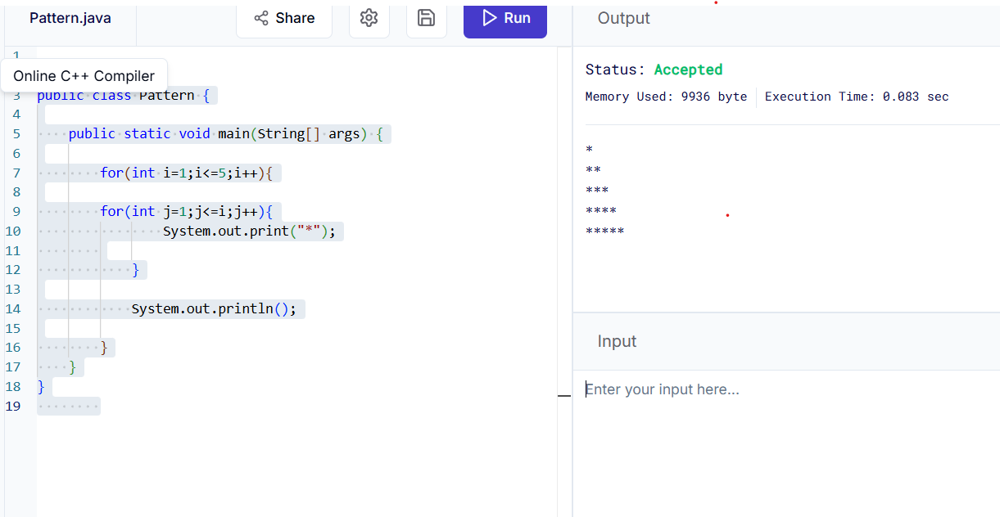 Pattern.java
Share
Run
Output
1
Online C++ Compiler
3 public class Pattern {
4
5     public static void main(String[] args) {
6
7         for(int i=1;i<=5;i++){
8
9         for(int j=1;j<=i;j++){
10                 System.out.print("*");
11
12             }
13
14             System.out.println();
15
16         }
17     }
18 }
19
Status: Accepted
Memory Used: 9936 byte
Execution Time: 0.083 sec
*
**
***
****
*****
Input
Enter your input here...